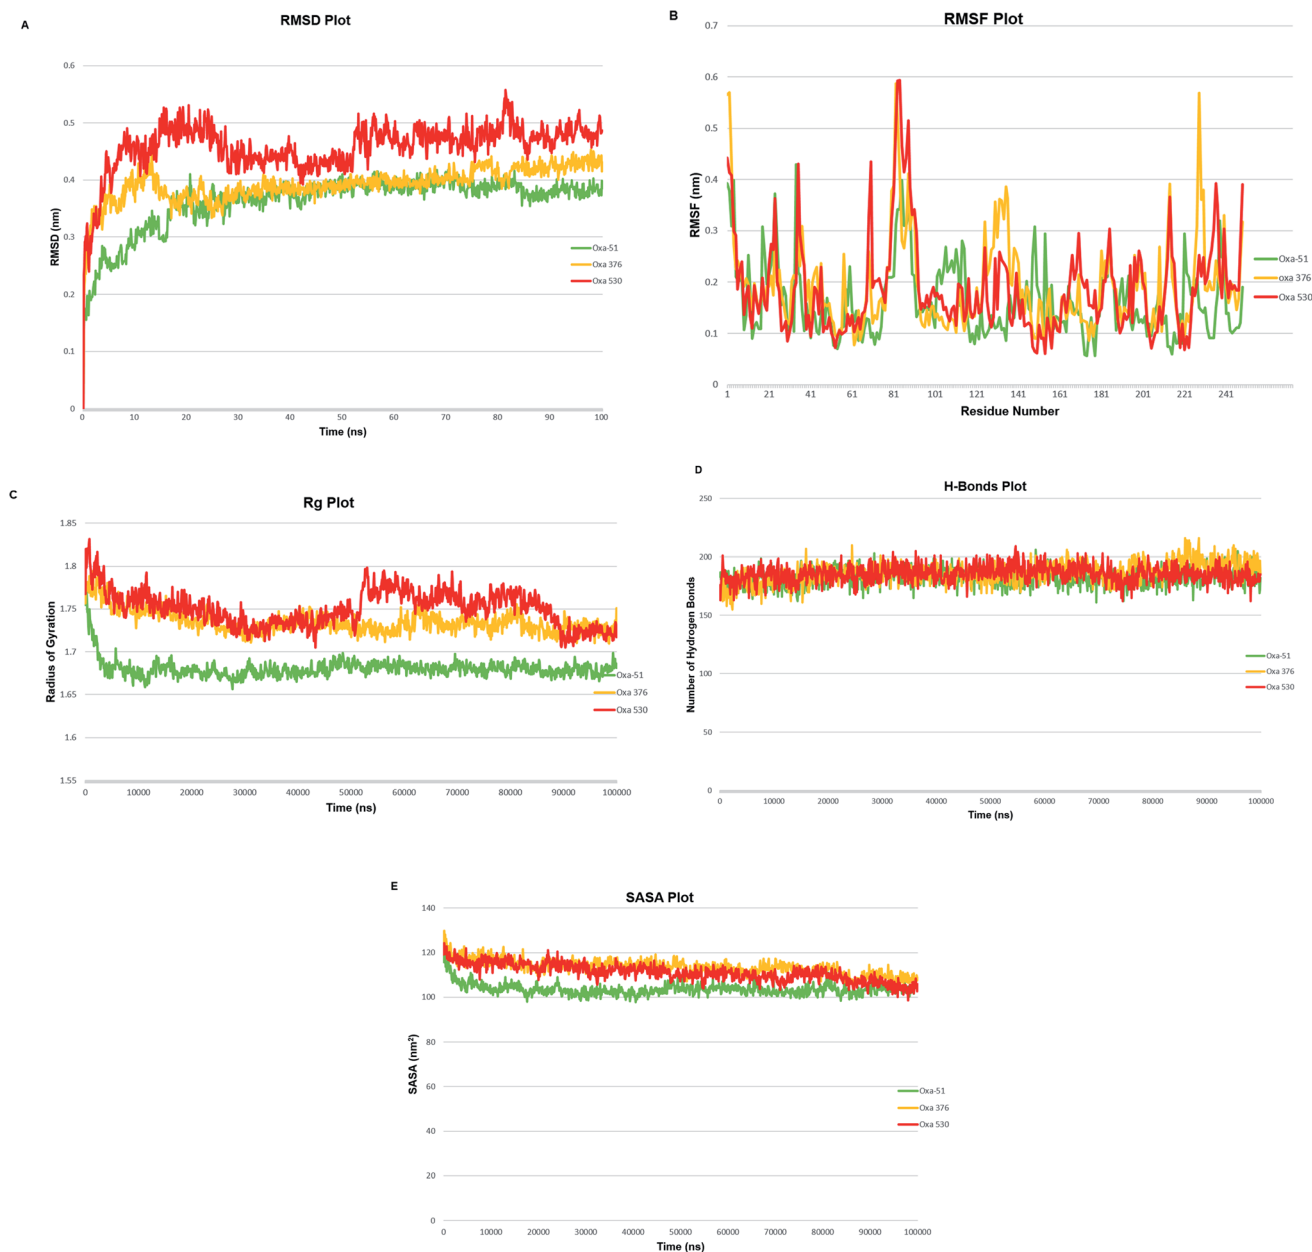 A
RMSD Plot
0.6
0.5
0.4
0.3
0.2
0.1
0
RMSD (nm)
0 10 20 30 40 50 60 70 80 90 100
Time (ns)
Oxa-51
Oxa 376
Oxa 530
B
RMSF Plot
0.7
0.6
0.5
0.4
0.3
0.2
0.1
0
RMSF (nm)
1 21 41 61 81 101 121 141 161 181 201 221 241
Residue Number
Oxa-51
oxa 376
Oxa 530
C
Rg Plot
1.85
1.8
1.75
1.7
1.65
1.6
1.55
Radius of Gyration
0 10000 20000 30000 40000 50000 60000 70000 80000 90000 100000
Time (ns)
Oxa-51
Oxa 376
Oxa 530
D
H-Bonds Plot
250
200
150
100
50
0
Number of Hydrogen Bonds
0 10000 20000 30000 40000 50000 60000 70000 80000 90000 100000
Time (ns)
Oxa-51
Oxa 376
Oxa 530
E
SASA Plot
140
120
100
80
60
40
20
0
SASA (nm²)
0 10000 20000 30000 40000 50000 60000 70000 80000 90000 100000
Time (ns)
Oxa-51
Oxa 376
Oxa 530